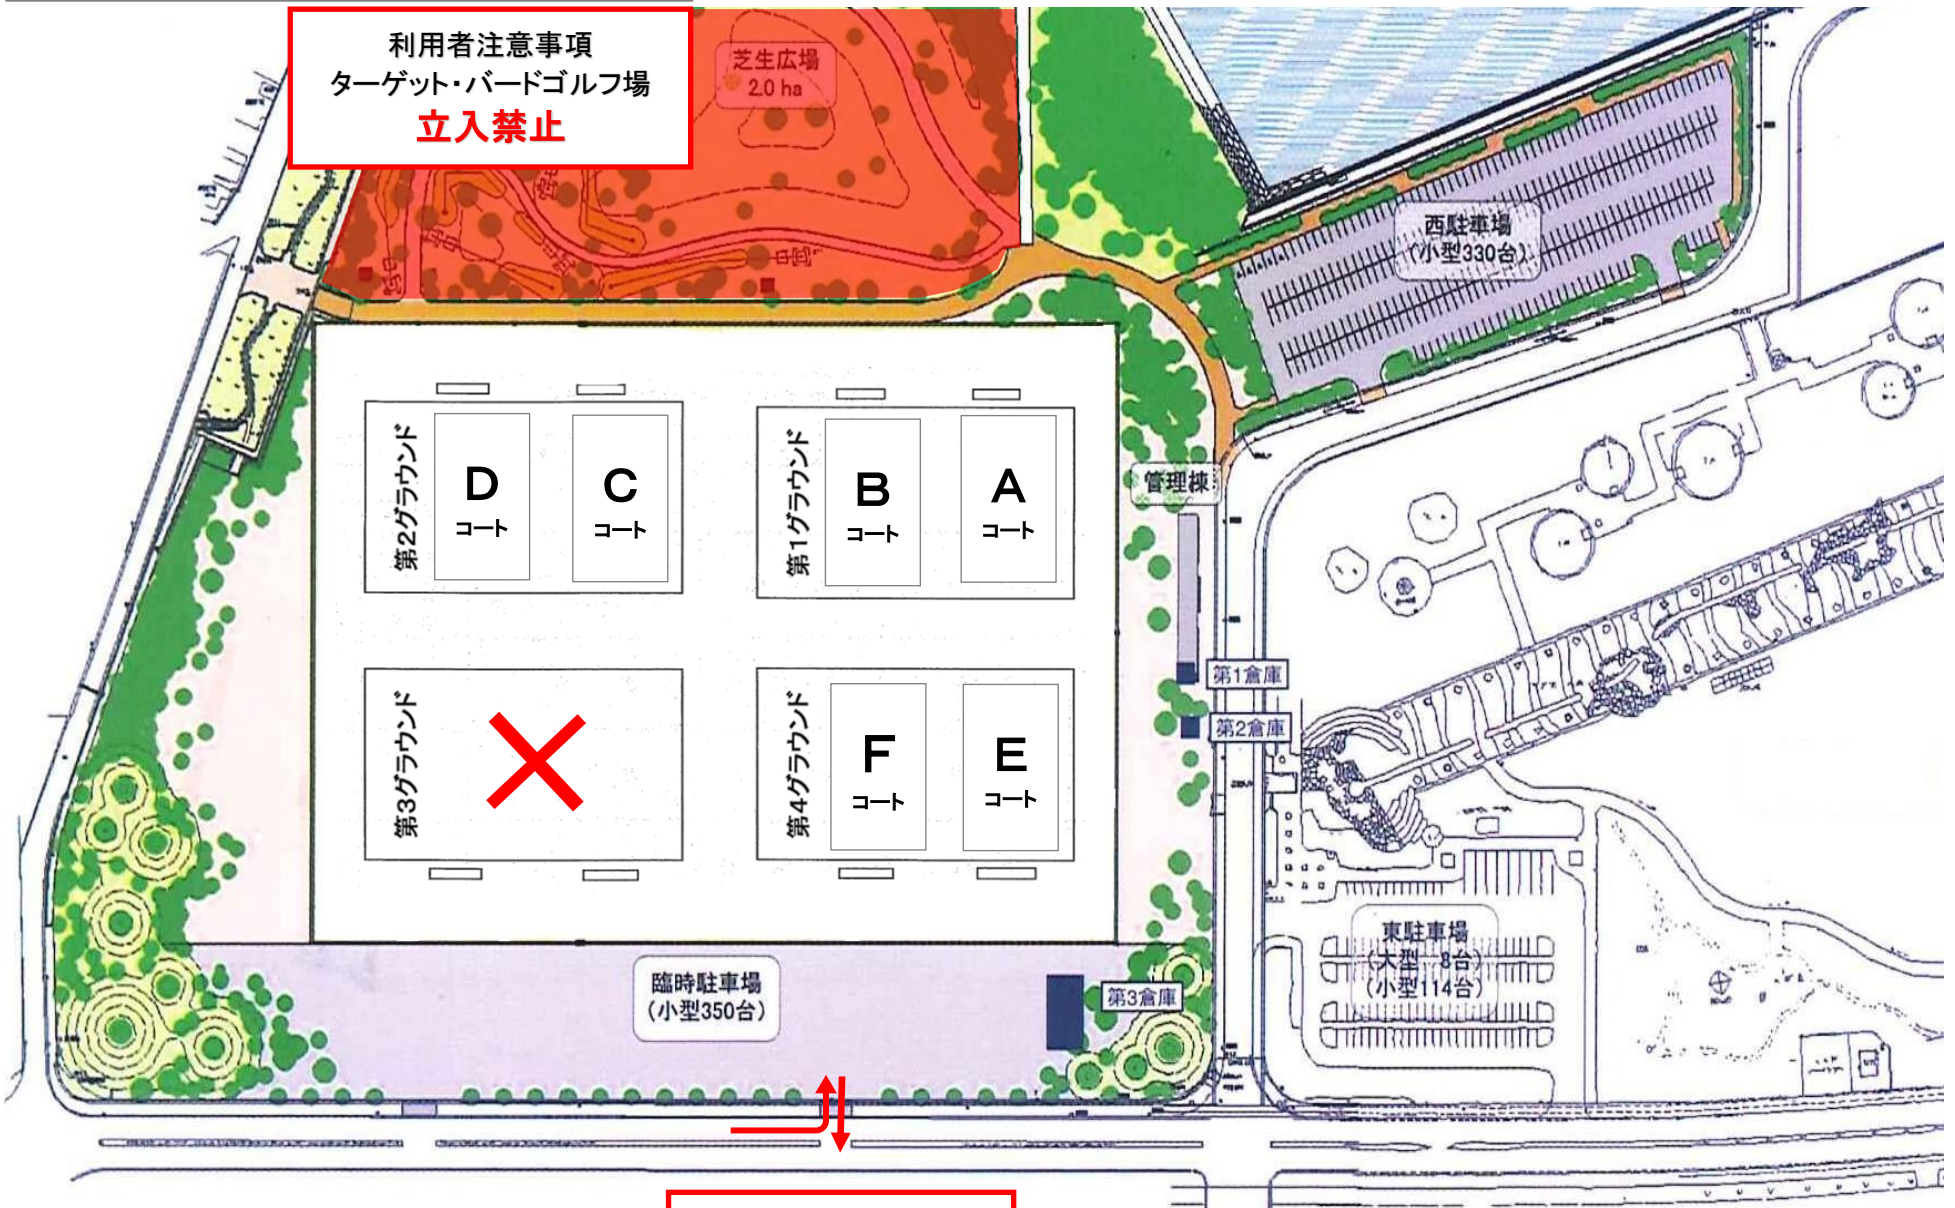 利用者注意事項
ターゲット・バードゴルフ場
立入禁止
芝生広場
2.0 ha
西駐車場
(小型330台)
第2グラウンド
D
コート
C
コート
第1グラウンド
B
コート
A
コート
管理棟
第1倉庫
第2倉庫
第3グラウンド
第4グラウンド
F
コート
E
コート
東駐車場
(大型 8台)
(小型114台)
臨時駐車場
(小型350台)
第3倉庫